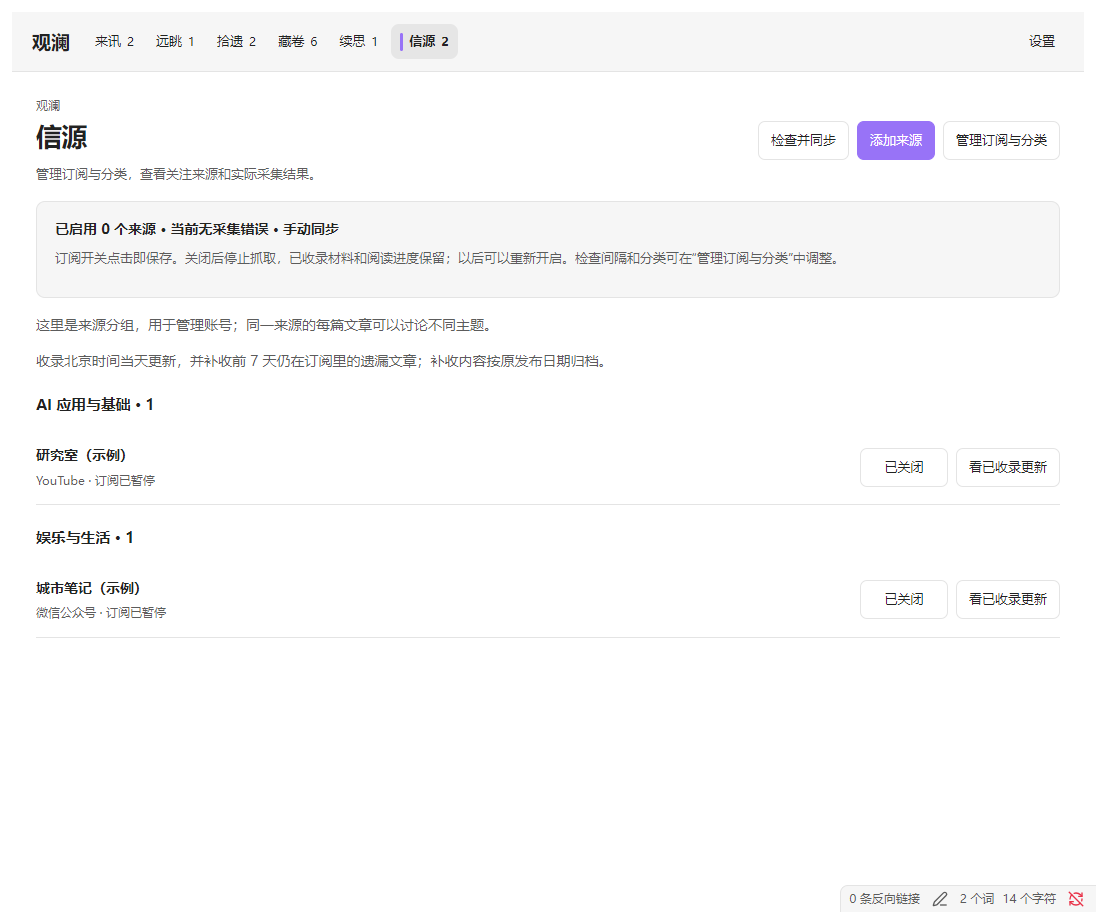 观澜 来讯 2 远眺 1 拾遗 2 藏卷 6 续思 1 信源 2 设置
观澜
信源
检查并同步 添加来源 管理订阅与分类
管理订阅与分类，查看关注来源和实际采集结果。
已启用 0 个来源 • 当前无采集错误 • 手动同步
订阅开关点击即保存。关闭后停止抓取，已收录材料和阅读进度保留；以后可以重新开启。检查间隔和分类可在“管理订阅与分类”中调整。
这里是来源分组，用于管理账号；同一来源的每篇文章可以讨论不同主题。
收录北京时间当天更新，并补收前 7 天仍在订阅里的遗漏文章；补收内容按原发布日期归档。
AI 应用与基础 • 1
研究室（示例）
YouTube · 订阅已暂停
已关闭 看已收录更新
娱乐与生活 • 1
城市笔记（示例）
微信公众号 · 订阅已暂停
已关闭 看已收录更新
0 条反向链接 2 个词 14 个字符